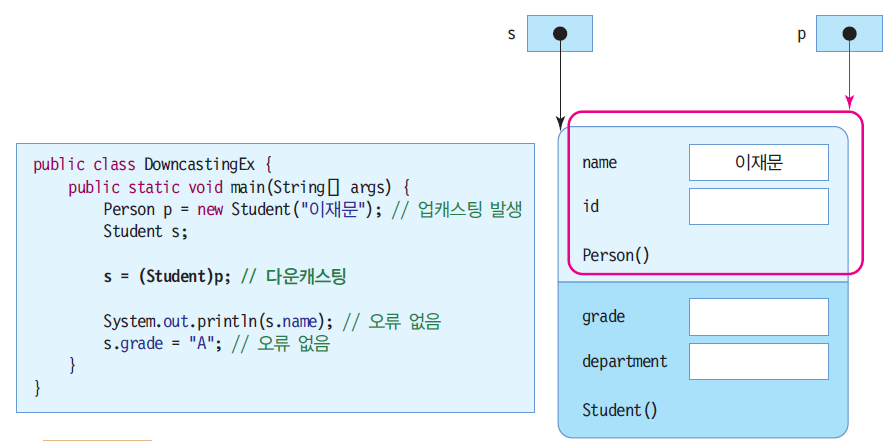 s
p
public class DowncastingEx {
public static void main(String[] args) {
Person p = new Student("이재문"); // 업캐스팅 발생
Student s;
s = (Student)p; // 다운캐스팅
System.out.println(s.name); // 오류 없음
s.grade = "A"; // 오류 없음
}
}
name 이재문
id
Person()
grade
department
Student()